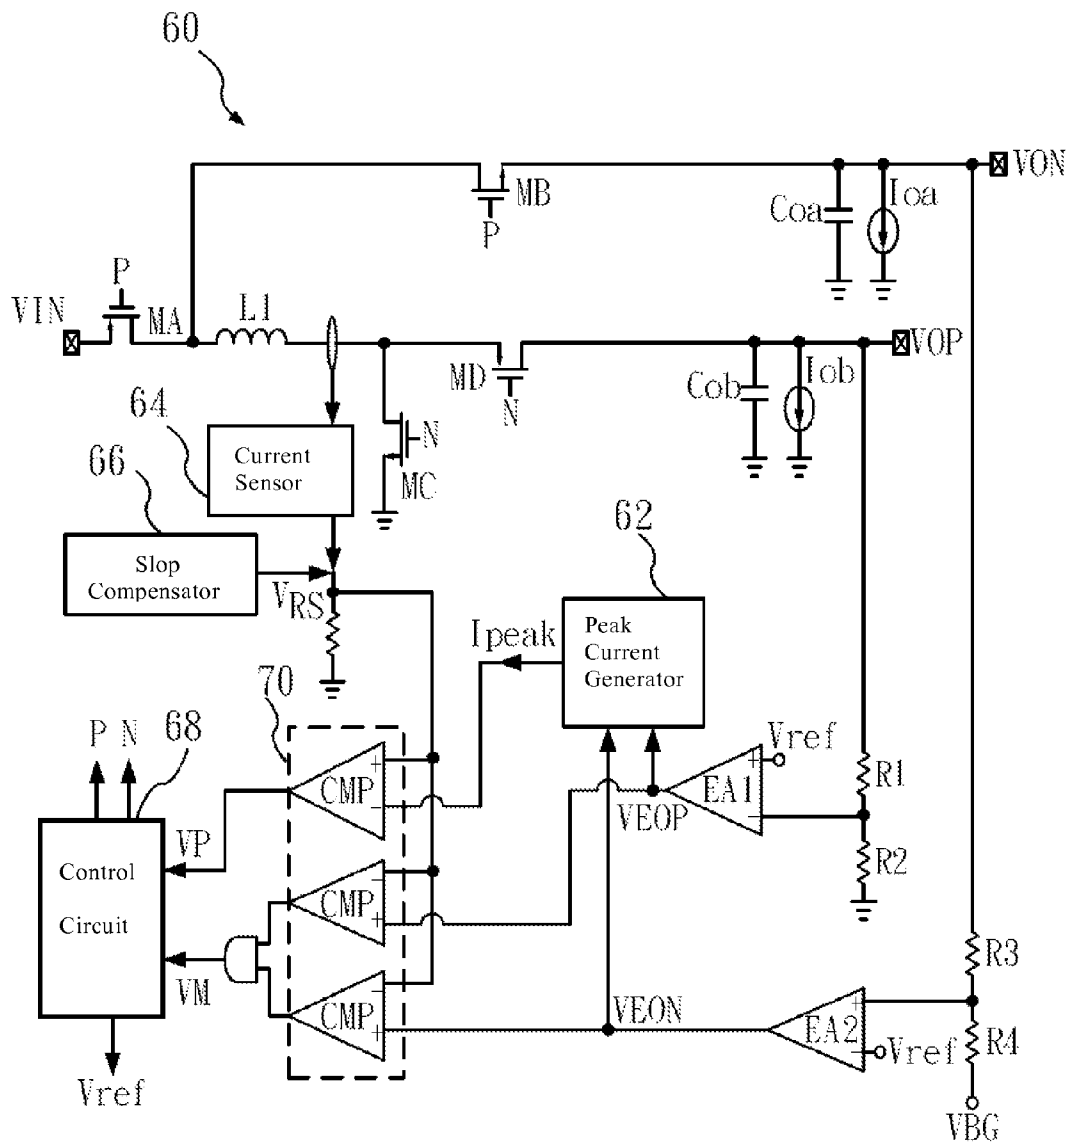 60
VON
MB
P
Coa
Ioa
P
VIN
MA
L1
VOP
MD
N
Cob
Iob
64
Current
Sensor
N
MC
66
Slop
Compensator
VRS
62
Peak
Current
Generator
Ipeak
70
P N
68
CMP
+
-
Vref
+
-
EA1
VEOP
R1
R2
Control
Circuit
VP
CMP
-
+
VM
CMP
-
+
VEON
R3
EA2
+
-
Vref
R4
Vref
VBG